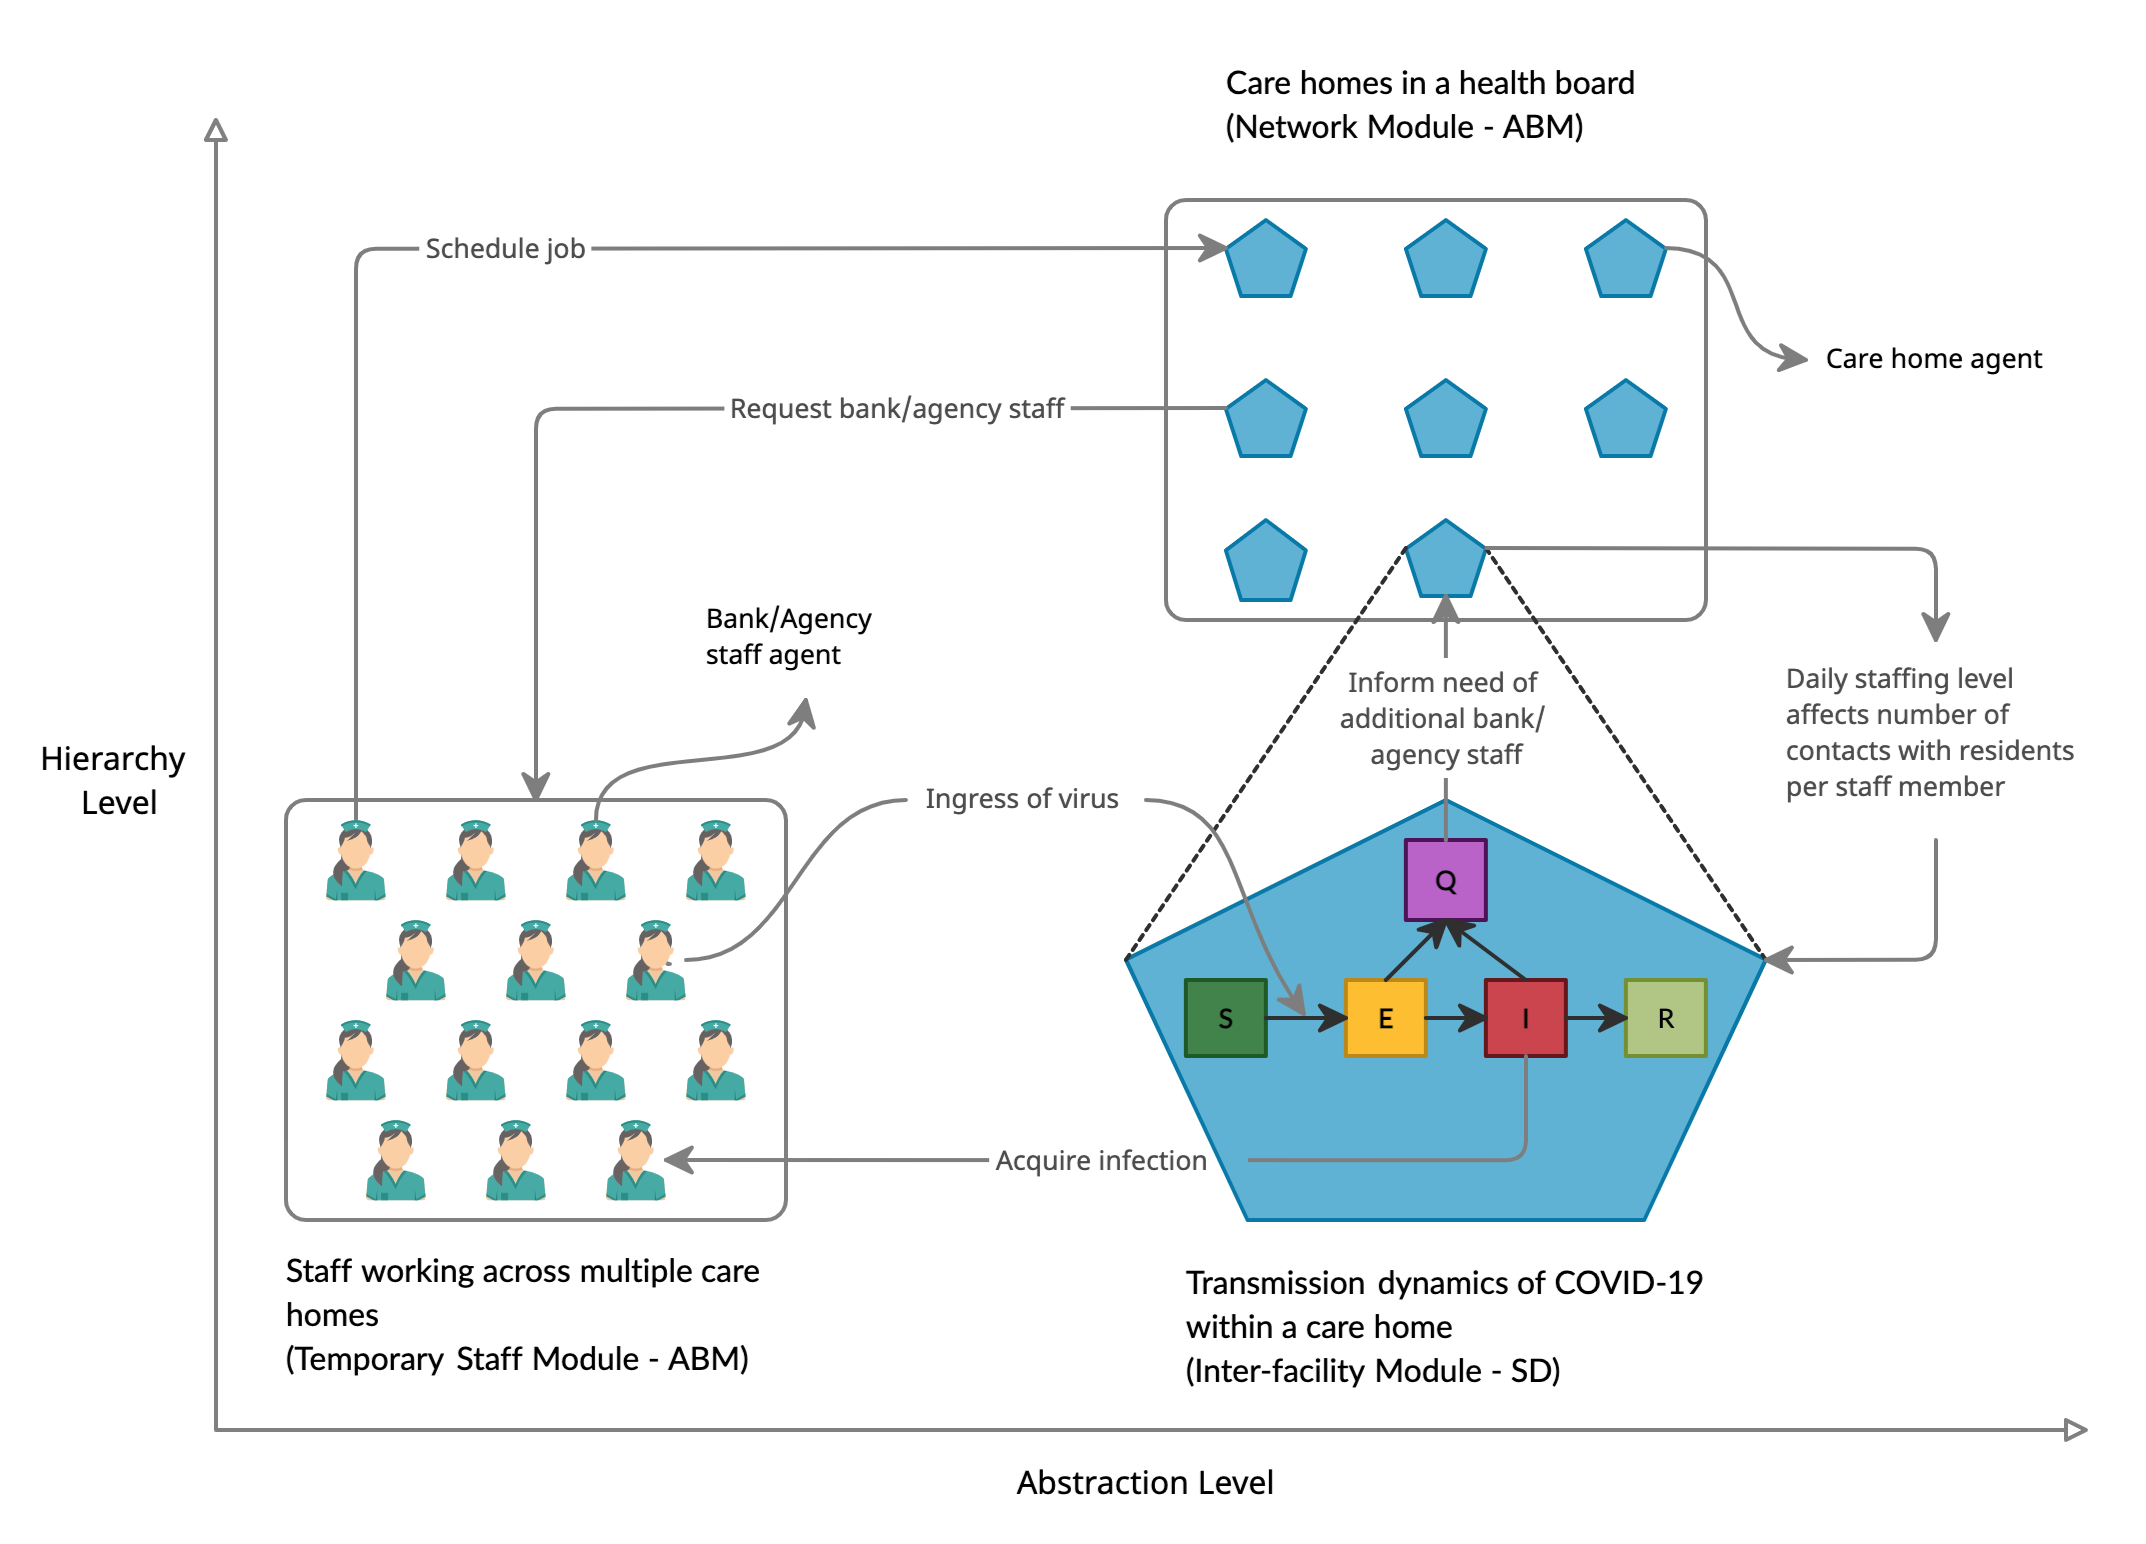 Care homes in a health board
(Network Module - ABM)
Schedule job
Care home agent
Request bank/agency staff
Bank/Agency
staff agent
Inform need of
additional bank/
agency staff
Daily staffing level
affects number of
contacts with residents
per staff member
Hierarchy
Level
Ingress of virus
Q
S
E
I
R
Acquire infection
Staff working across multiple care
homes
(Temporary Staff Module - ABM)
Transmission dynamics of COVID-19
within a care home
(Inter-facility Module - SD)
Abstraction Level